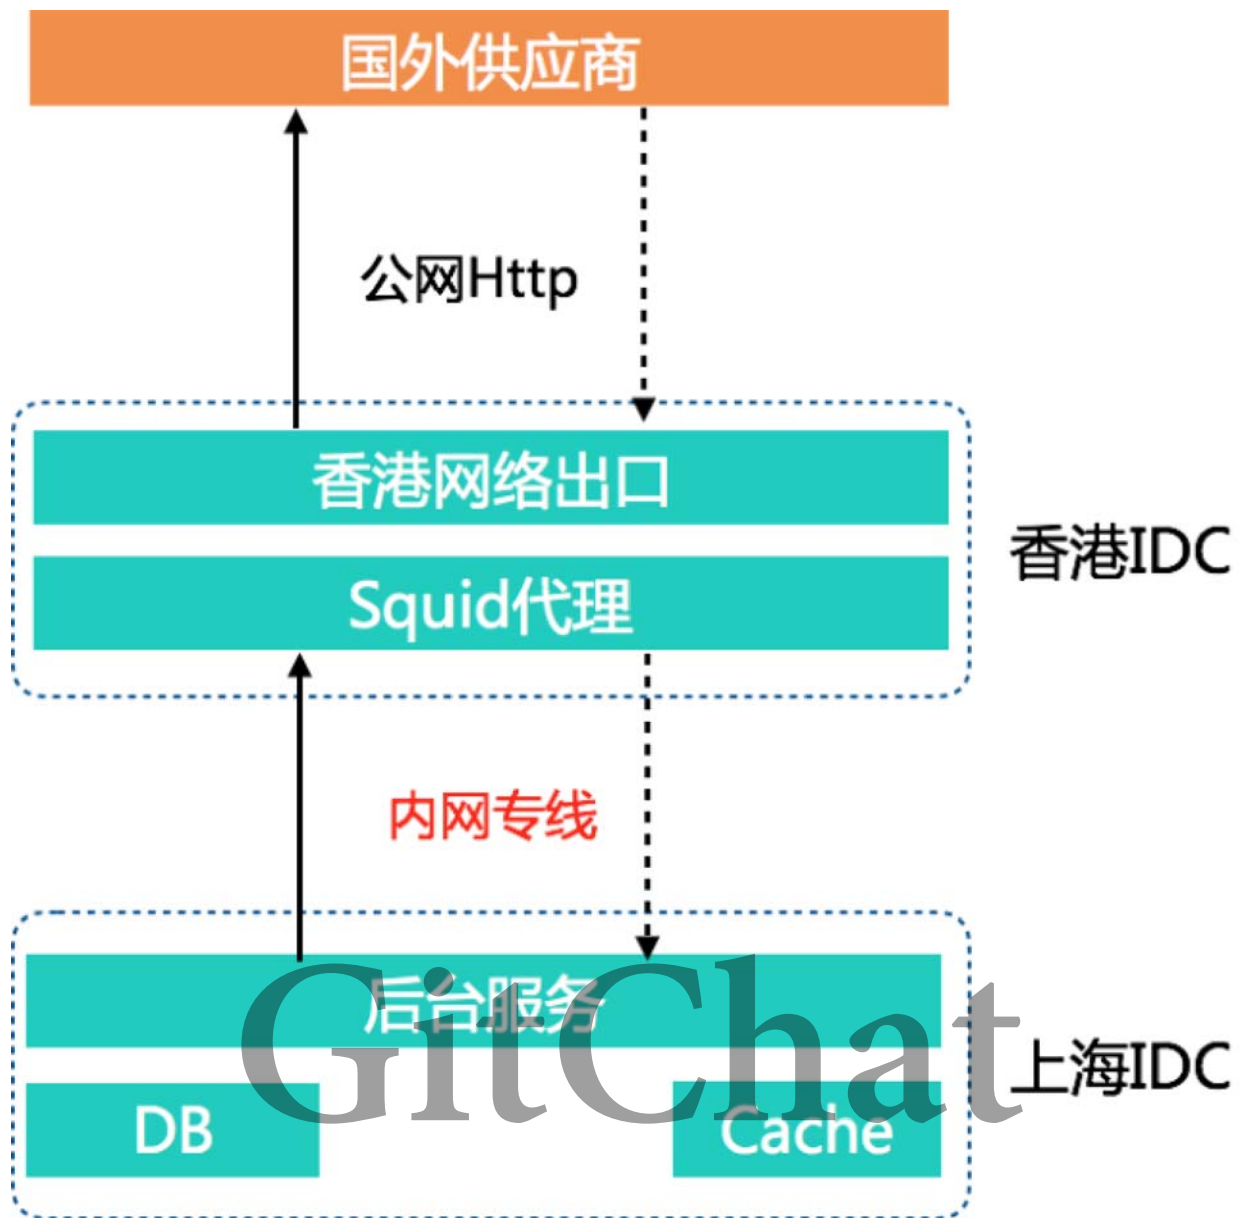 国外供应商
公网Http
香港网络出口
香港IDC
Squid代理
内网专线
后台服务
上海IDC
DB
Cache
GitChat